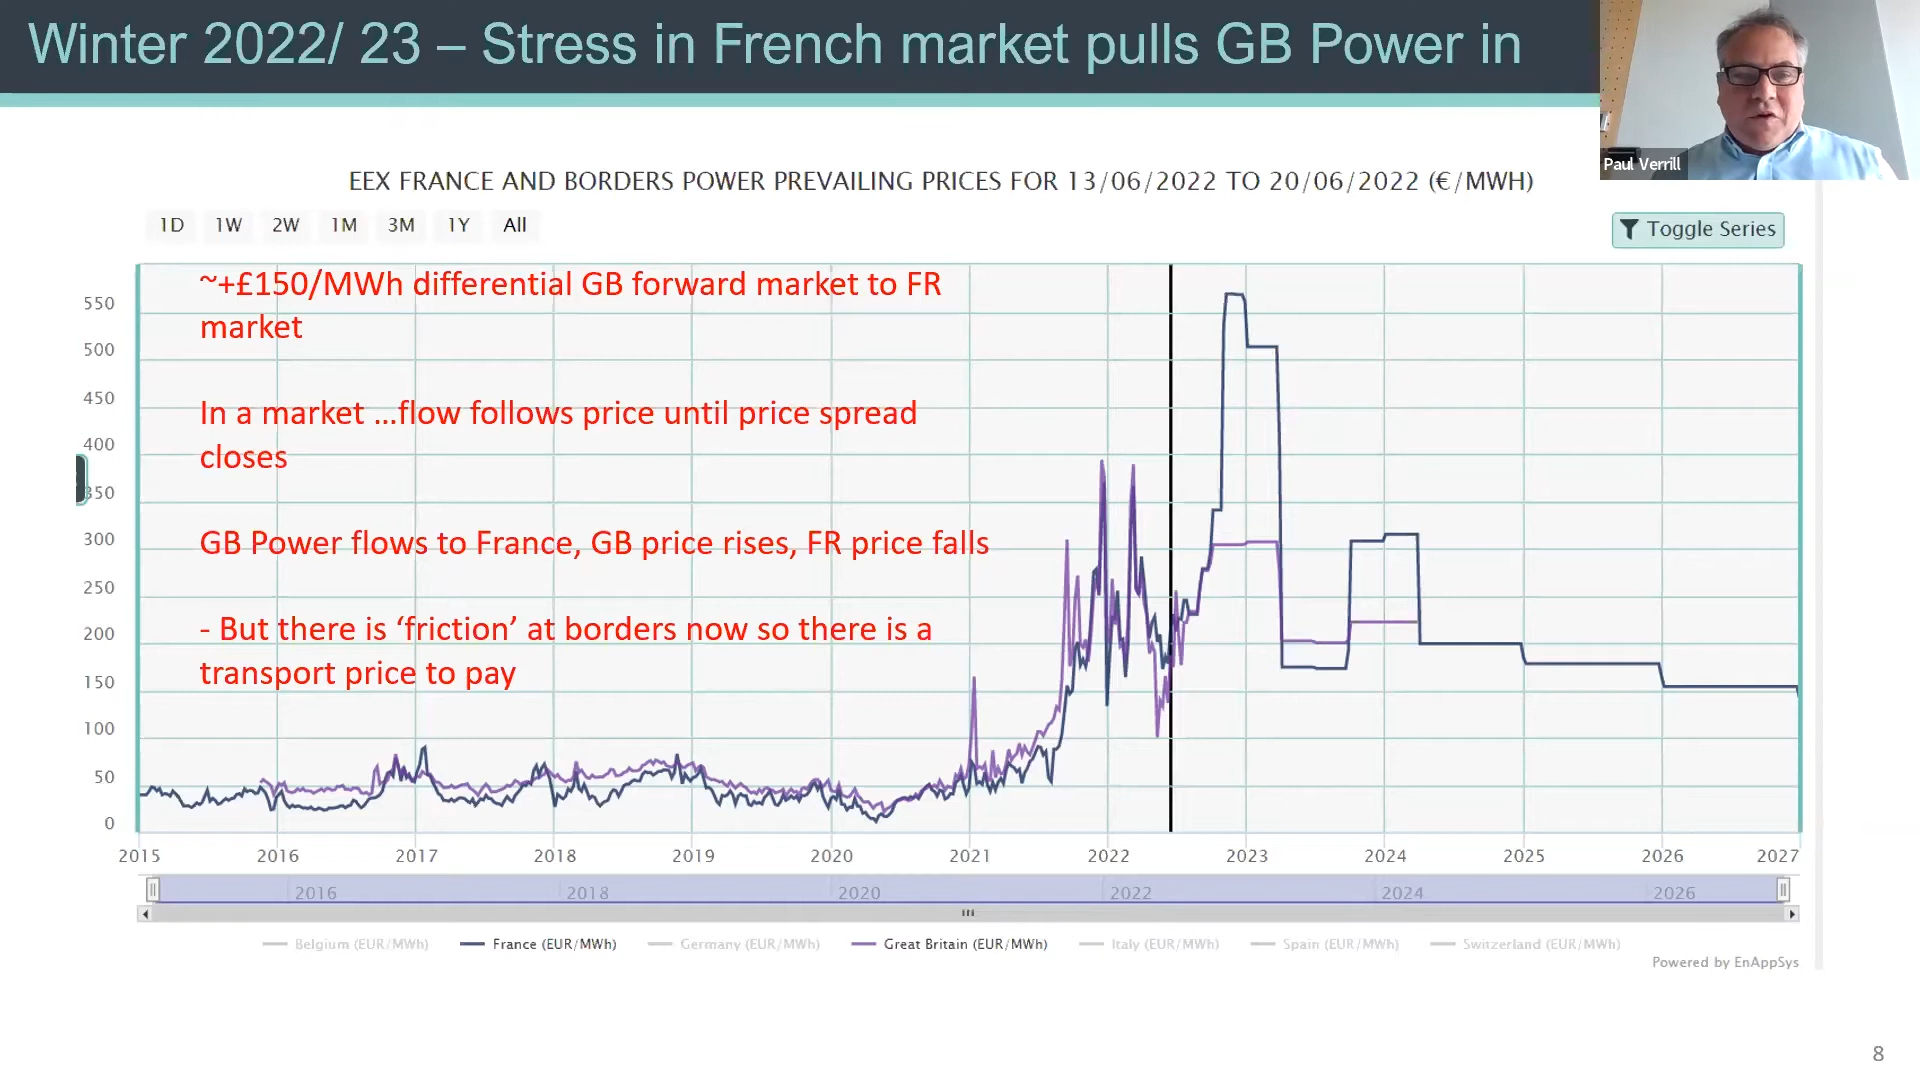 Winter 2022/ 23 – Stress in French market pulls GB Power in
Paul Verrill
EEX FRANCE AND BORDERS POWER PREVAILING PRICES FOR 13/06/2022 TO 20/06/2022 (€/MWH)
1D 1W 2W 1M 3M 1Y All
Toggle Series
~+£150/MWh differential GB forward market to FR
market
In a market ...flow follows price until price spread
closes
GB Power flows to France, GB price rises, FR price falls
- But there is ‘friction’ at borders now so there is a
transport price to pay
550
500
450
400
350
300
250
200
150
100
50
0
2015 2016 2017 2018 2019 2020 2021 2022 2023 2024 2025 2026 2027
2016 2018 2020 2022 2024 2026
Belgium (EUR/MWh) France (EUR/MWh) Germany (EUR/MWh) Great Britain (EUR/MWh) Italy (EUR/MWh) Spain (EUR/MWh) Switzerland (EUR/MWh)
Powered by EnAppSys
8